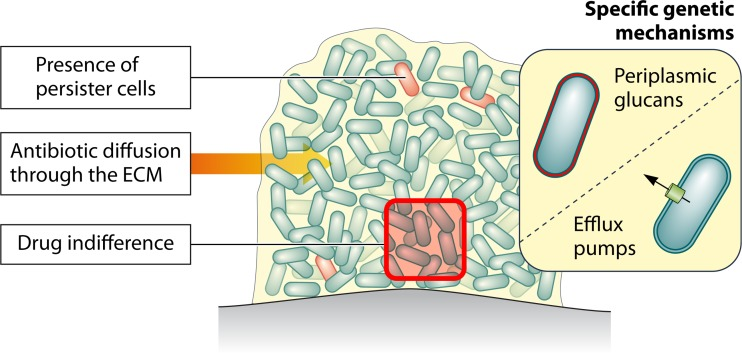 Specific genetic
mechanisms
Presence of
persister cells
Periplasmic
glucans
Antibiotic diffusion
through the ECM
Drug indifference
Efflux
pumps